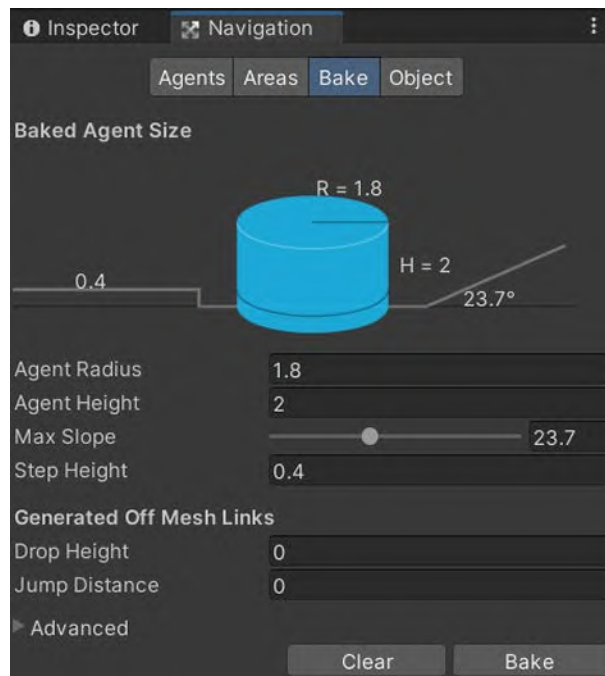 Inspector Navigation
Agents Areas Bake Object
Baked Agent Size
R = 1.8
H = 2
0.4
23.7°
Agent Radius 1.8
Agent Height 2
Max Slope 23.7
Step Height 0.4
Generated Off Mesh Links
Drop Height 0
Jump Distance 0
Advanced
Clear Bake